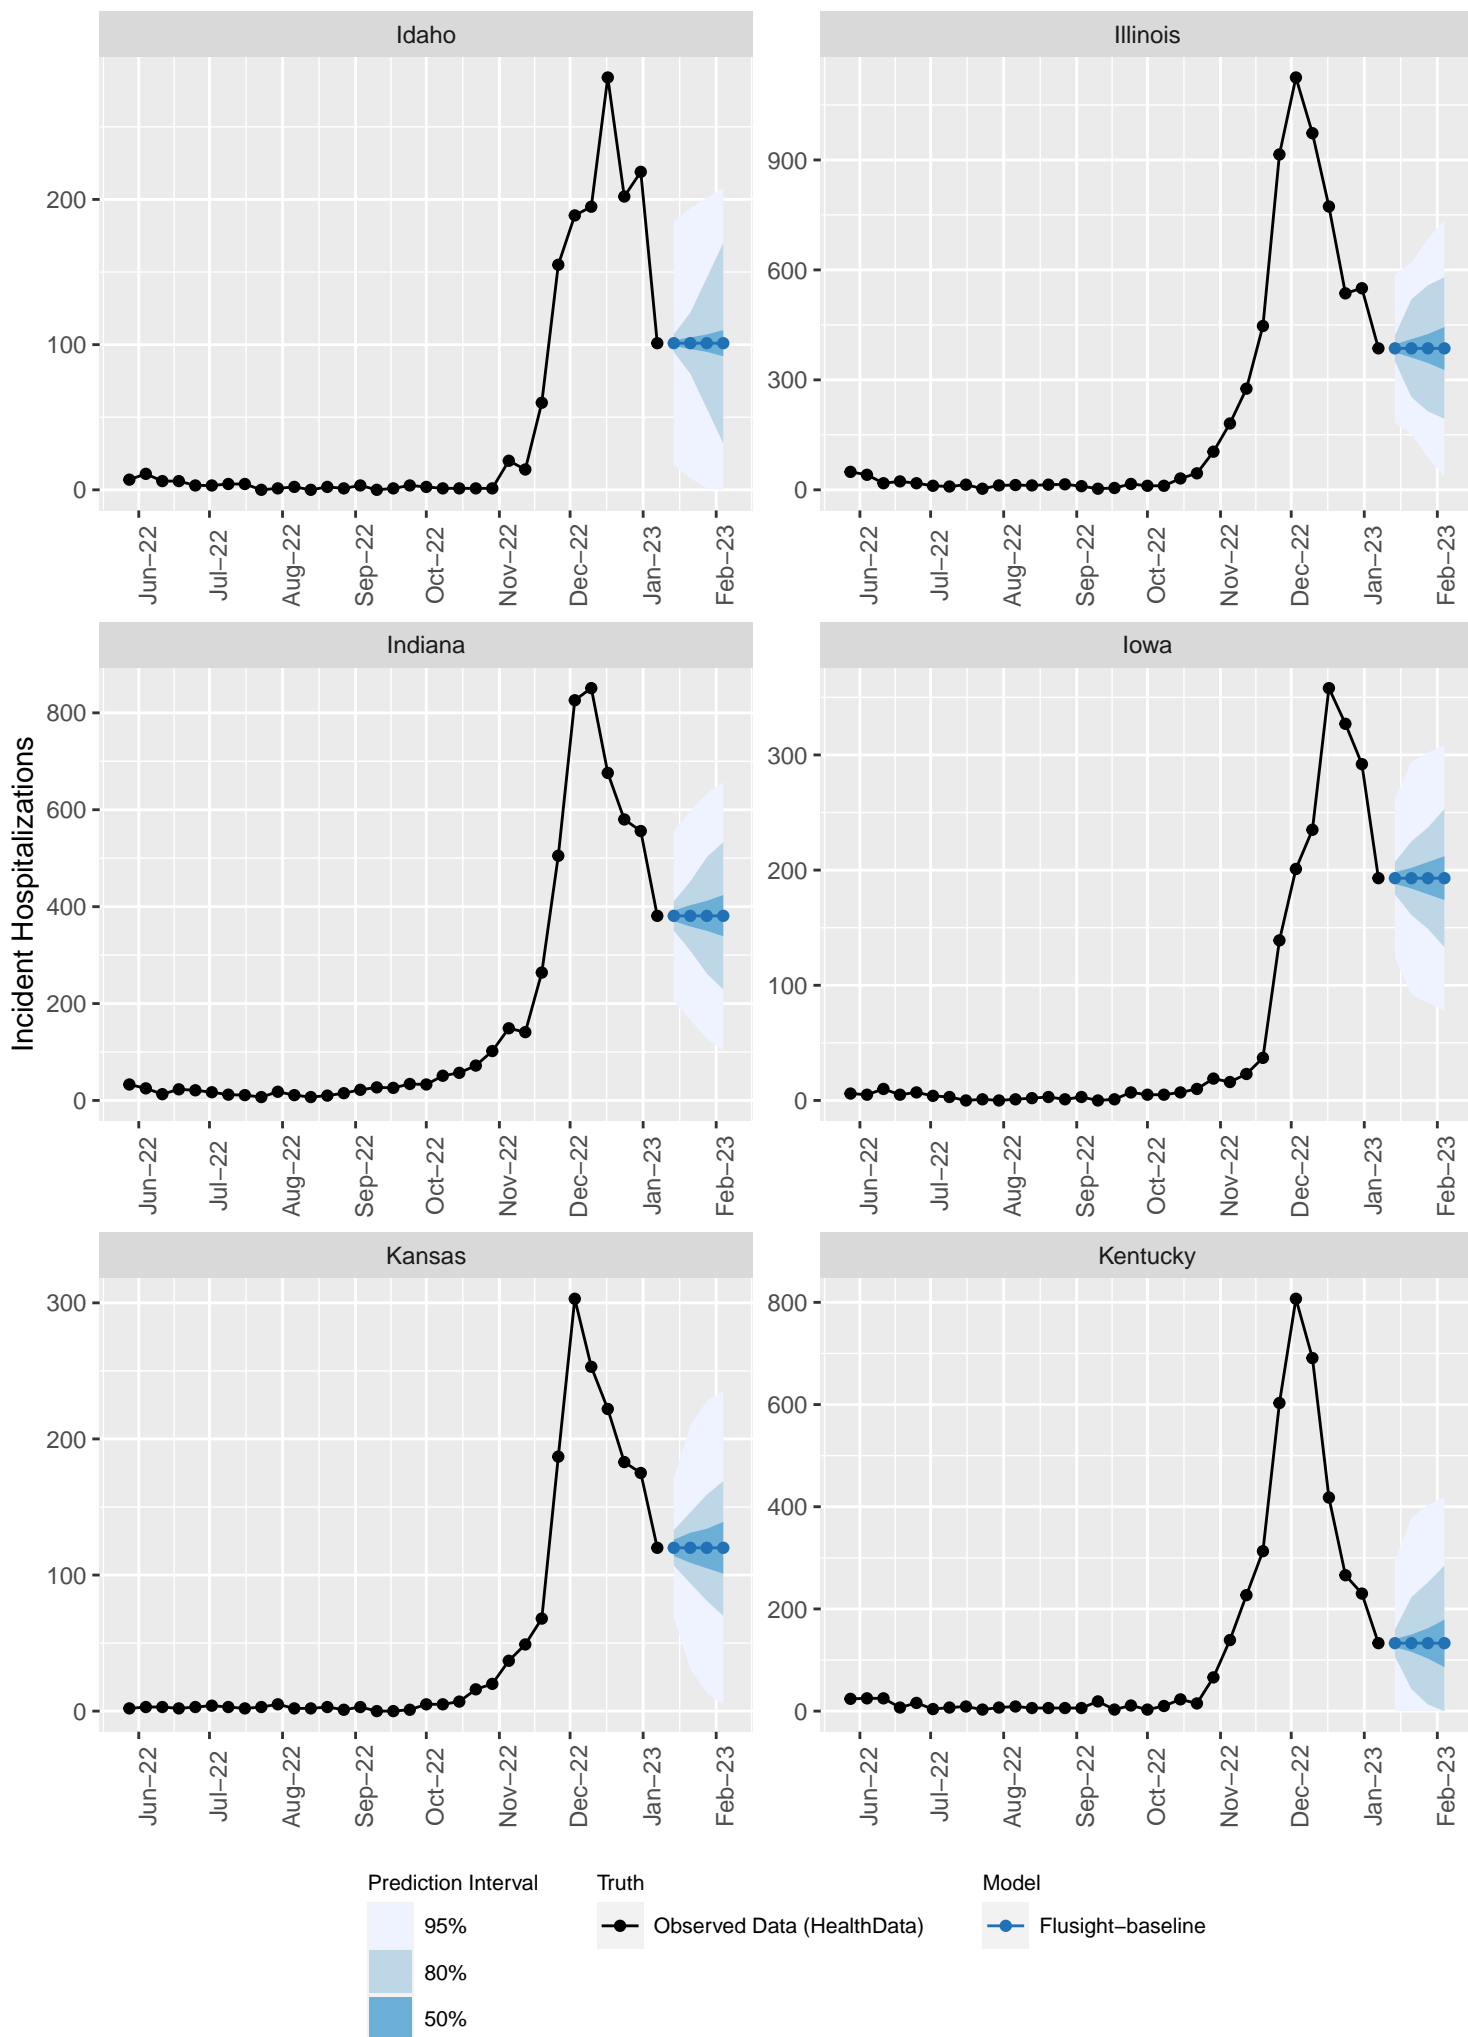 Idaho
Illinois
200
100
0
900
600
300
0
Jun−22
Jul−22
Aug−22
Sep−22
Oct−22
Nov−22
Dec−22
Jan−23
Feb−23
Jun−22
Jul−22
Aug−22
Sep−22
Oct−22
Nov−22
Dec−22
Jan−23
Feb−23
Incident Hospitalizations
Indiana
Iowa
800
600
400
200
0
300
200
100
0
Jun−22
Jul−22
Aug−22
Sep−22
Oct−22
Nov−22
Dec−22
Jan−23
Feb−23
Jun−22
Jul−22
Aug−22
Sep−22
Oct−22
Nov−22
Dec−22
Jan−23
Feb−23
Kansas
Kentucky
300
200
100
0
800
600
400
200
0
Jun−22
Jul−22
Aug−22
Sep−22
Oct−22
Nov−22
Dec−22
Jan−23
Feb−23
Jun−22
Jul−22
Aug−22
Sep−22
Oct−22
Nov−22
Dec−22
Jan−23
Feb−23
Prediction Interval
95%
80%
50%
Truth
Observed Data (HealthData)
Model
Flusight−baseline